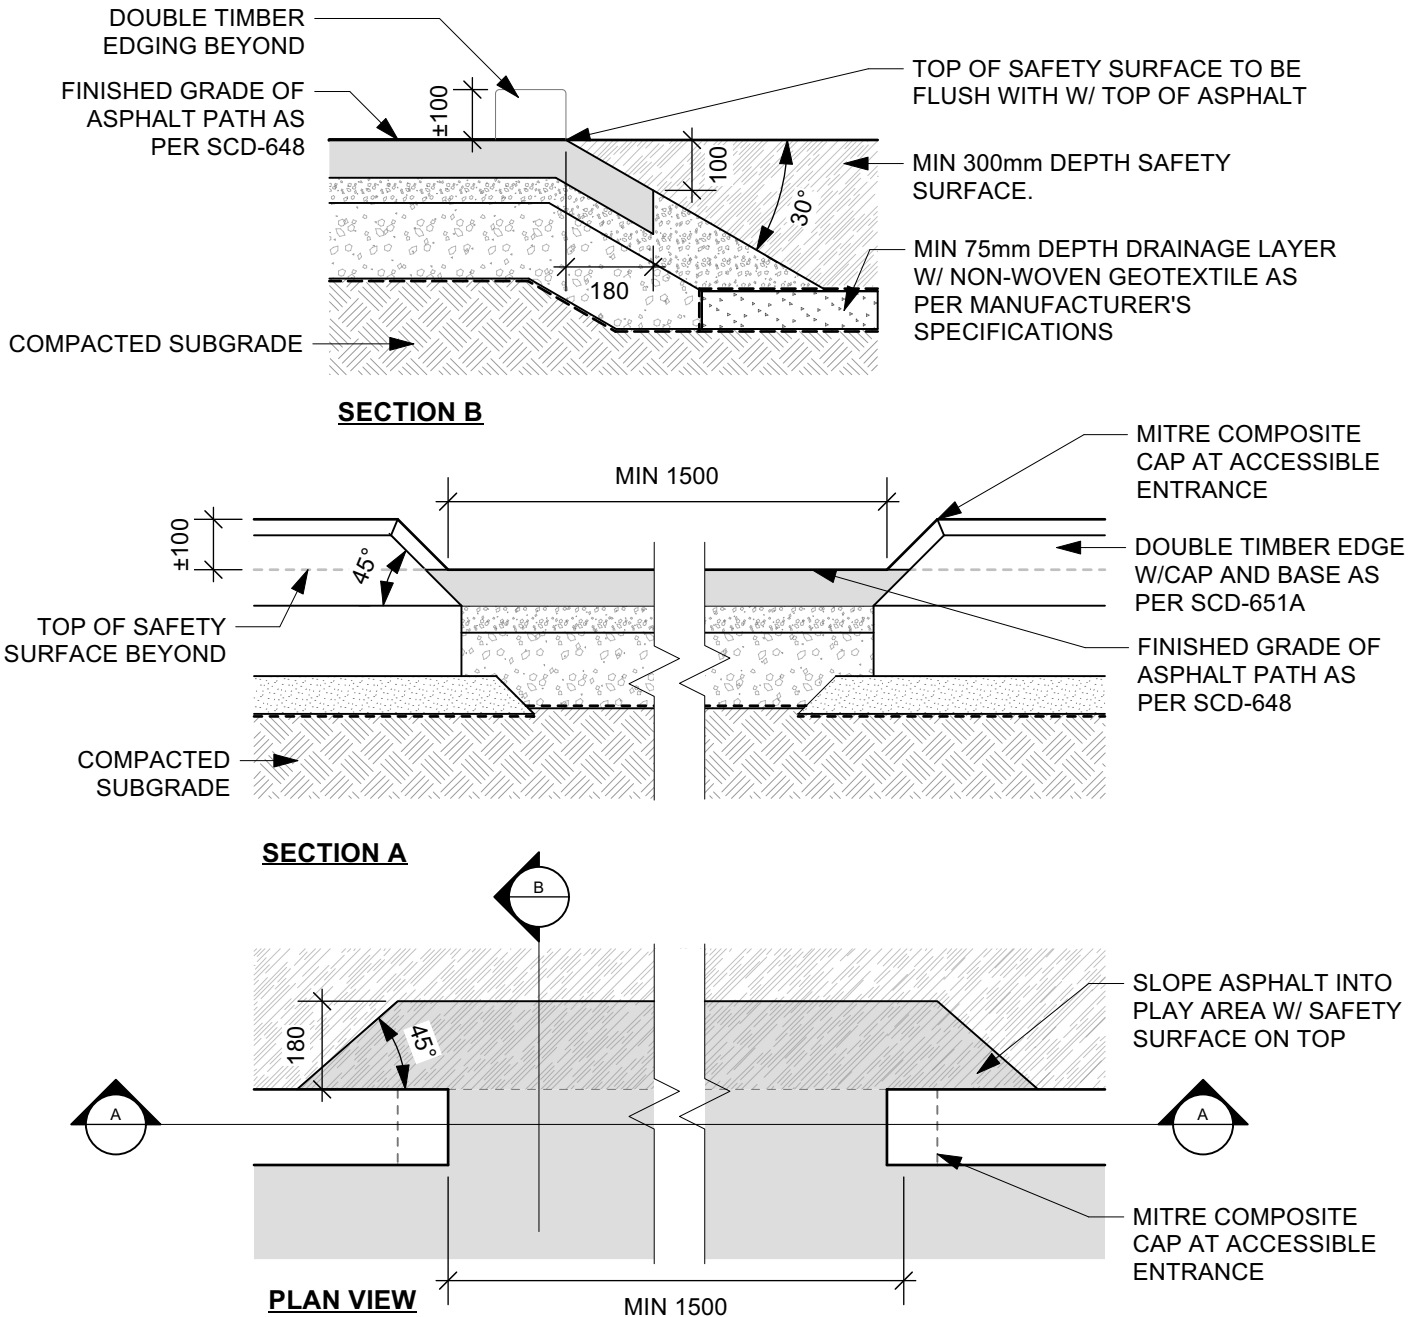 DOUBLE TIMBER
EDGING BEYOND
FINISHED GRADE OF
ASPHALT PATH AS
PER SCD-648
±100
TOP OF SAFETY SURFACE TO BE
FLUSH WITH W/ TOP OF ASPHALT
100
30°
MIN 300mm DEPTH SAFETY
SURFACE.
MIN 75mm DEPTH DRAINAGE LAYER
W/ NON-WOVEN GEOTEXTILE AS
PER MANUFACTURER'S
SPECIFICATIONS
180
COMPACTED SUBGRADE
SECTION B
MIN 1500
MITRE COMPOSITE
CAP AT ACCESSIBLE
ENTRANCE
±100
45°
DOUBLE TIMBER EDGE
W/CAP AND BASE AS
PER SCD-651A
TOP OF SAFETY
SURFACE BEYOND
FINISHED GRADE OF
ASPHALT PATH AS
PER SCD-648
COMPACTED
SUBGRADE
SECTION A
B
180
45°
SLOPE ASPHALT INTO
PLAY AREA W/ SAFETY
SURFACE ON TOP
A
A
MITRE COMPOSITE
CAP AT ACCESSIBLE
ENTRANCE
PLAN VIEW
MIN 1500